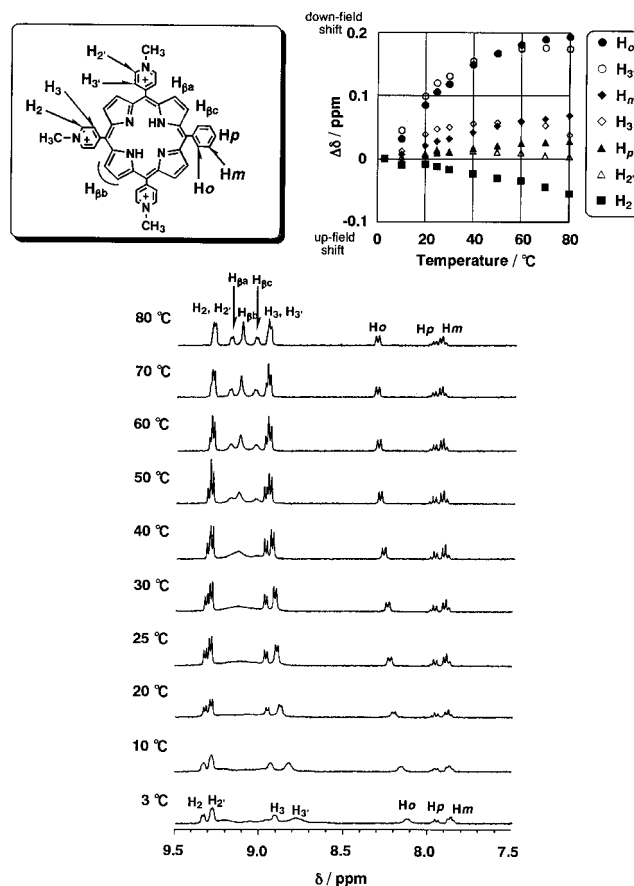 CH₃
H₂'
N
+
H₃'
H₃
H₂
Hβa
Hβc
N
HN
Hp
H₃C-N
+
NH
N
Hm
Ho
Hβb
N
+
CH₃
down-field shift
0.2
0.1
0
-0.1
Δδ / ppm
up-field shift
0 20 40 60 80
Temperature / °C
Ho
H₃'
Hm
H₃
Hp
H₂'
H₂
Hβa Hβc
H₂, H₂' Hβb H₃, H₃'
80 °C
Ho Hp Hm
70 °C
60 °C
50 °C
40 °C
30 °C
25 °C
20 °C
10 °C
3 °C
H₂ H₂' H₃ H₃' Ho Hp Hm
9.5 9.0 8.5 8.0 7.5
δ / ppm